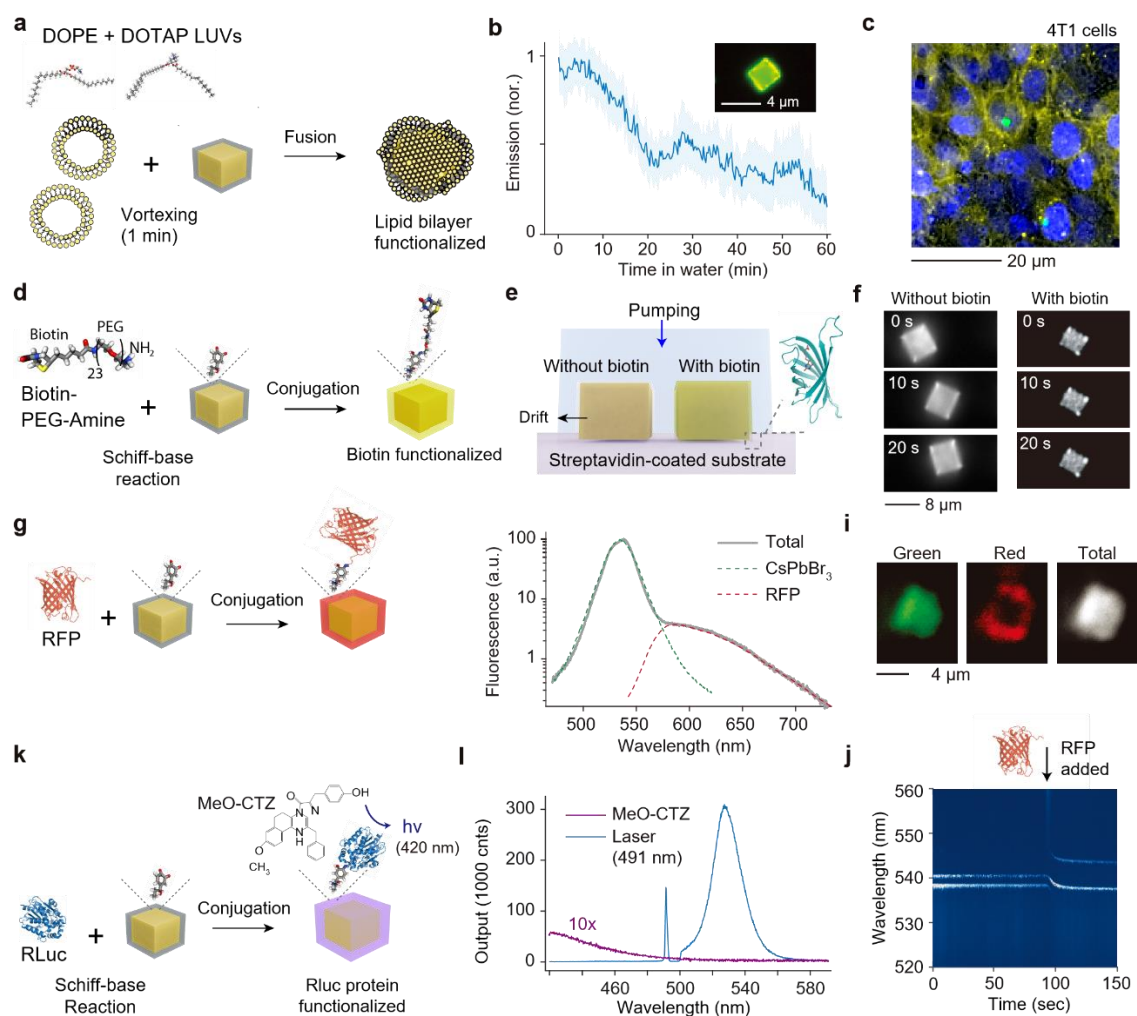 a
DOPE + DOTAP LUVs
+
Fusion
Vortexing
(1 min)
Lipid bilayer
functionalized
b
Emission (nor.)
1
0
0 10 20 30 40 50 60
Time in water (min)
4 µm
c
4T1 cells
20 µm
d
Biotin
PEG
NH2
23
Biotin-
PEG-Amine
+
Conjugation
Schiff-base
reaction
Biotin functionalized
e
Pumping
Without biotin
With biotin
Drift
Streptavidin-coated substrate
f
Without biotin
With biotin
0 s
0 s
10 s
10 s
20 s
20 s
8 µm
g
RFP
+
Conjugation
Fluorescence (a.u.)
100
10
1
500 550 600 650 700
Wavelength (nm)
Total
CsPbBr3
RFP
i
Green
Red
Total
4 µm
k
MeO-CTZ
O
OH
N
N
N
H
CH3
O
hv
(420 nm)
RLuc
+
Conjugation
Schiff-base
Reaction
Rluc protein
functionalized
l
Output (1000 cnts)
300
200
100
0
10x
MeO-CTZ
Laser
(491 nm)
460 500 540 580
Wavelength (nm)
j
RFP
added
Wavelength (nm)
560
550
540
530
520
0 50 100 150
Time (sec)